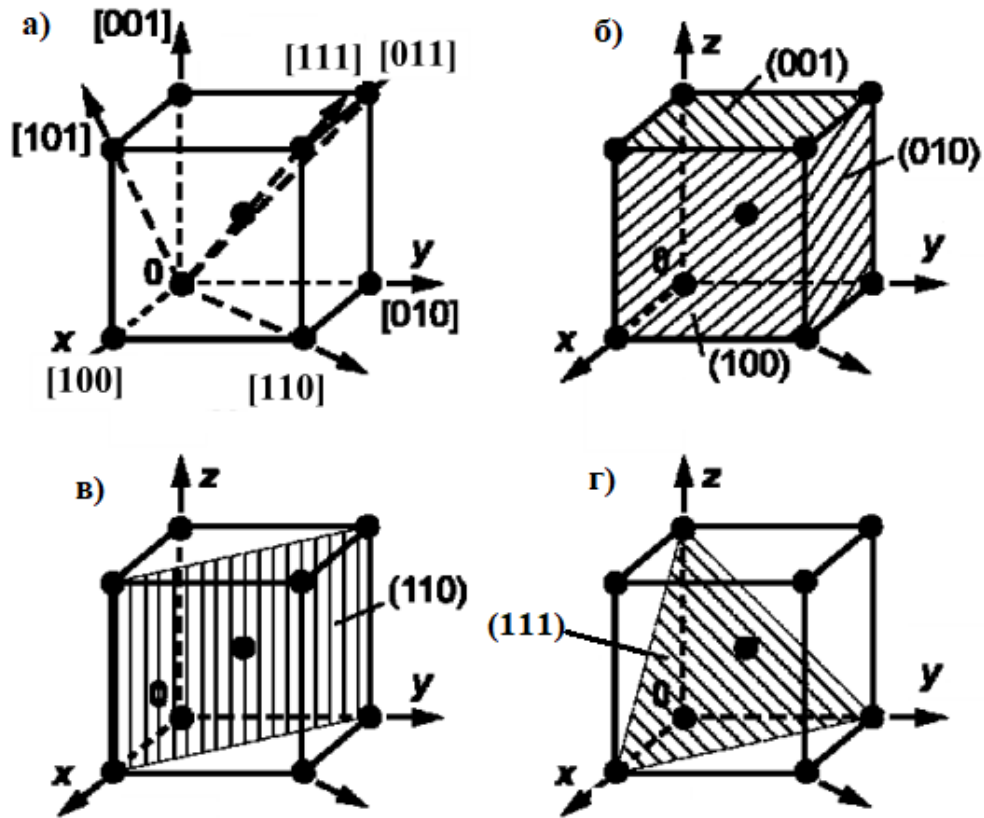 а)
[001]
[111]
[011]
[101]
0
y
[010]
x
[100]
[110]
б)
z
(001)
(010)
0
y
x
(100)
в)
z
(110)
0
y
x
г)
z
(111)
0
y
x